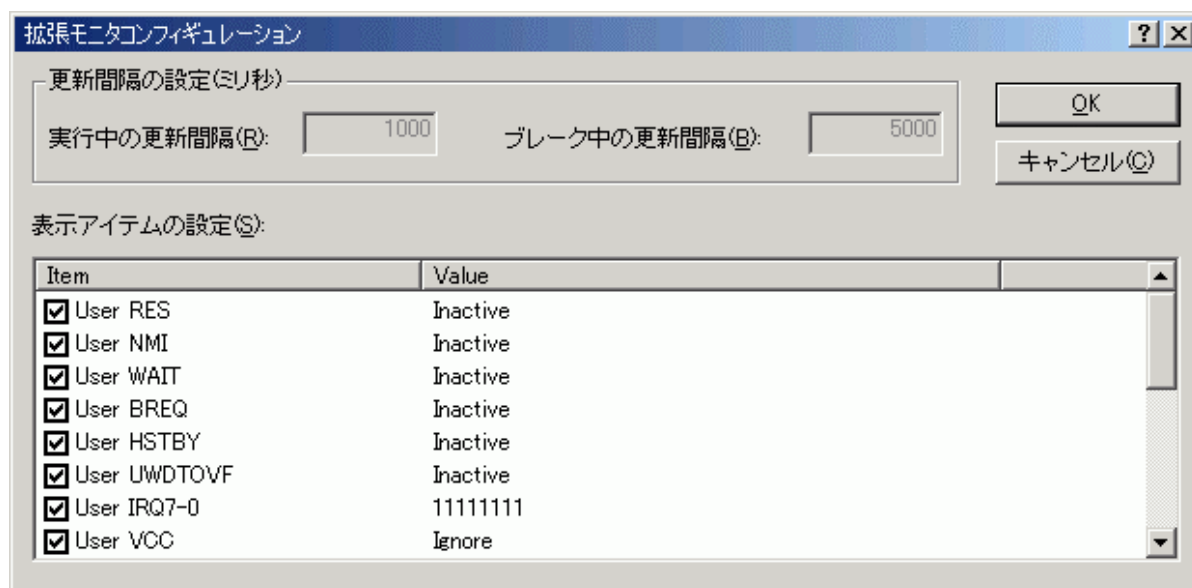 拡張モニタコンフィギュレーション
更新間隔の設定(ミリ秒)
実行中の更新間隔(R): 1000 ブレーク中の更新間隔(B): 5000
OK
キャンセル(C)
表示アイテムの設定(S):
Item Value
User RES Inactive
User NMI Inactive
User WAIT Inactive
User BREQ Inactive
User HSTBY Inactive
User UWDTOVF Inactive
User IRQ7-0 11111111
User VCC Ignore